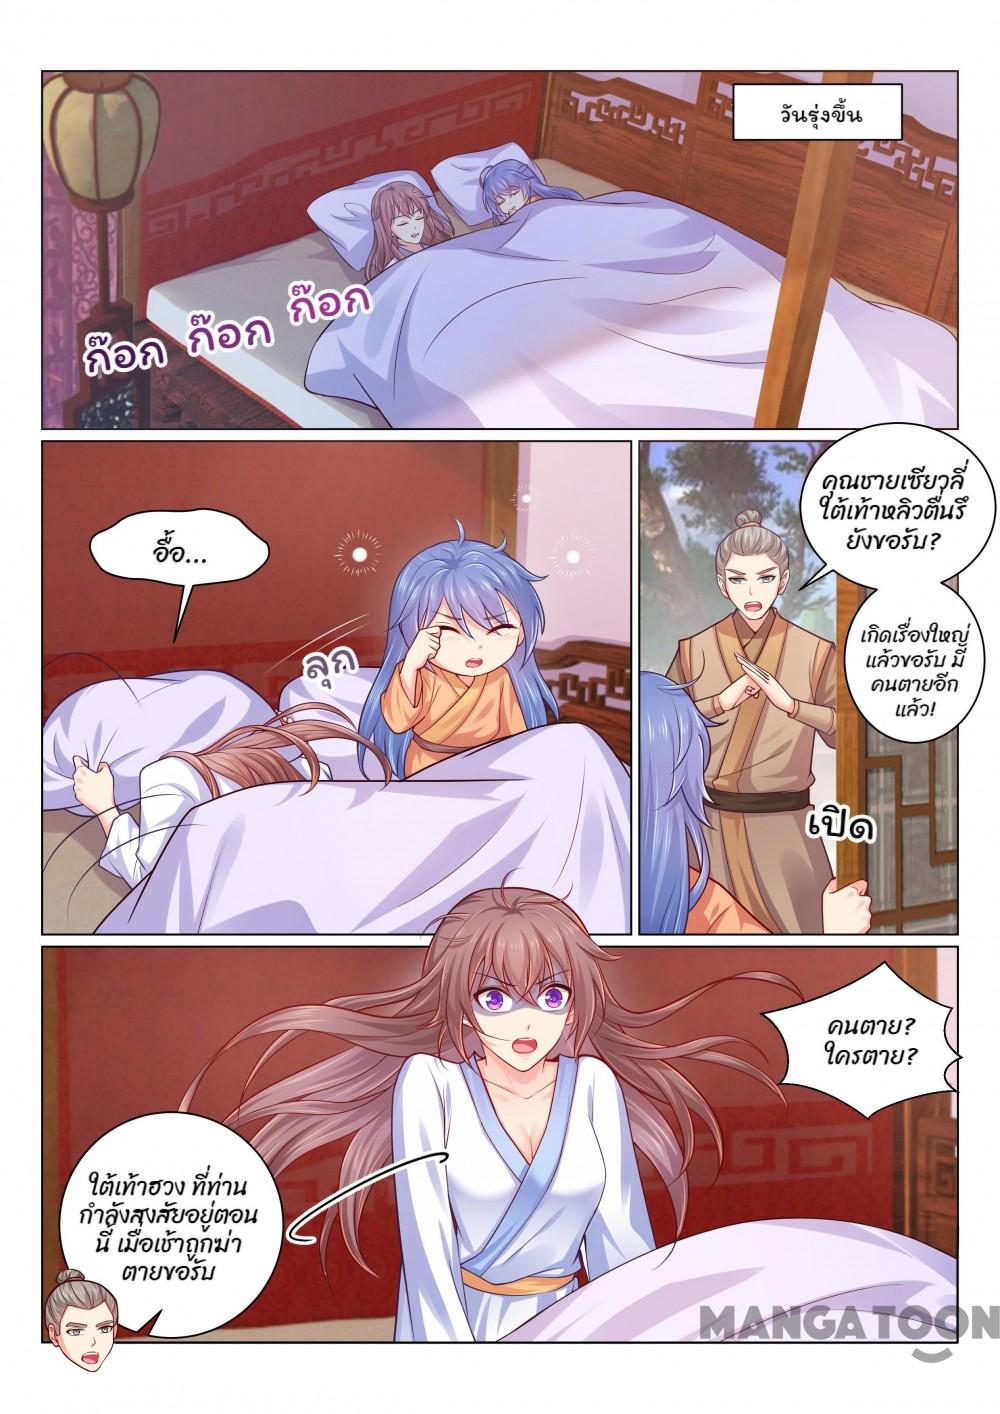 วันรุ่งขึ้น
ก๊อก ก๊อก ก๊อก
อื้อ...
ลุก
คุณชายเซียวลี่
ใต้เท้าหลิวตื่นรึ
ยังขอรับ?
เกิดเรื่องใหญ่
แล้วขอรับ มี
คนตายอีก
แล้ว!
เปิด
คนตาย?
ใครตาย?
ใต้เท้าฮวง ที่ท่าน
กำลังสงสัยอยู่ตอน
นี้ เมื่อเช้าถูกฆ่า
ตายขอรับ
MANGATOON